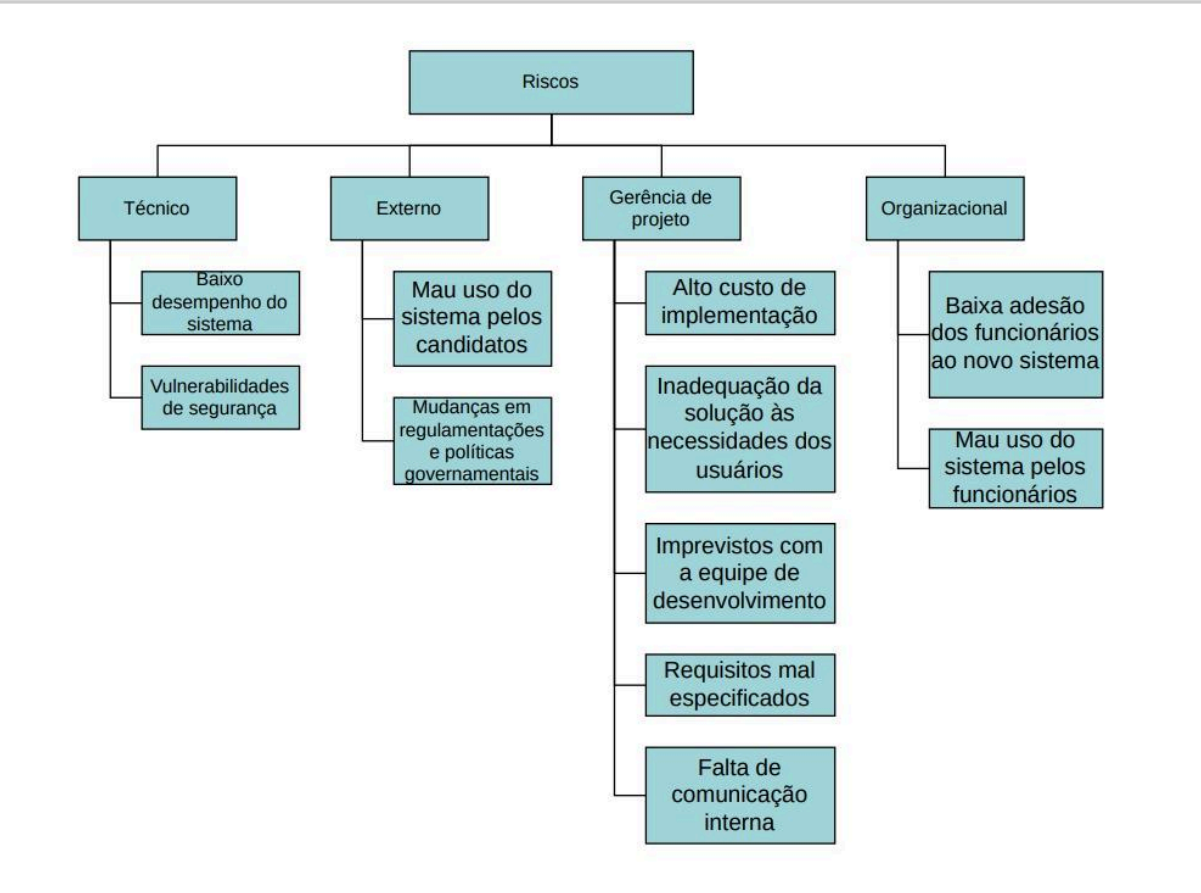 Riscos
Técnico
Externo
Gerência de
projeto
Organizacional
Baixo
desempenho do
sistema
Vulnerabilidades
de segurança
Mau uso do
sistema pelos
candidatos
Mudanças em
regulamentações
e políticas
governamentais
Alto custo de
implementação
Inadequação da
solução às
necessidades dos
usuários
Imprevistos com
a equipe de
desenvolvimento
Requisitos mal
especificados
Falta de
comunicação
interna
Baixa adesão
dos funcionários
ao novo sistema
Mau uso do
sistema pelos
funcionários